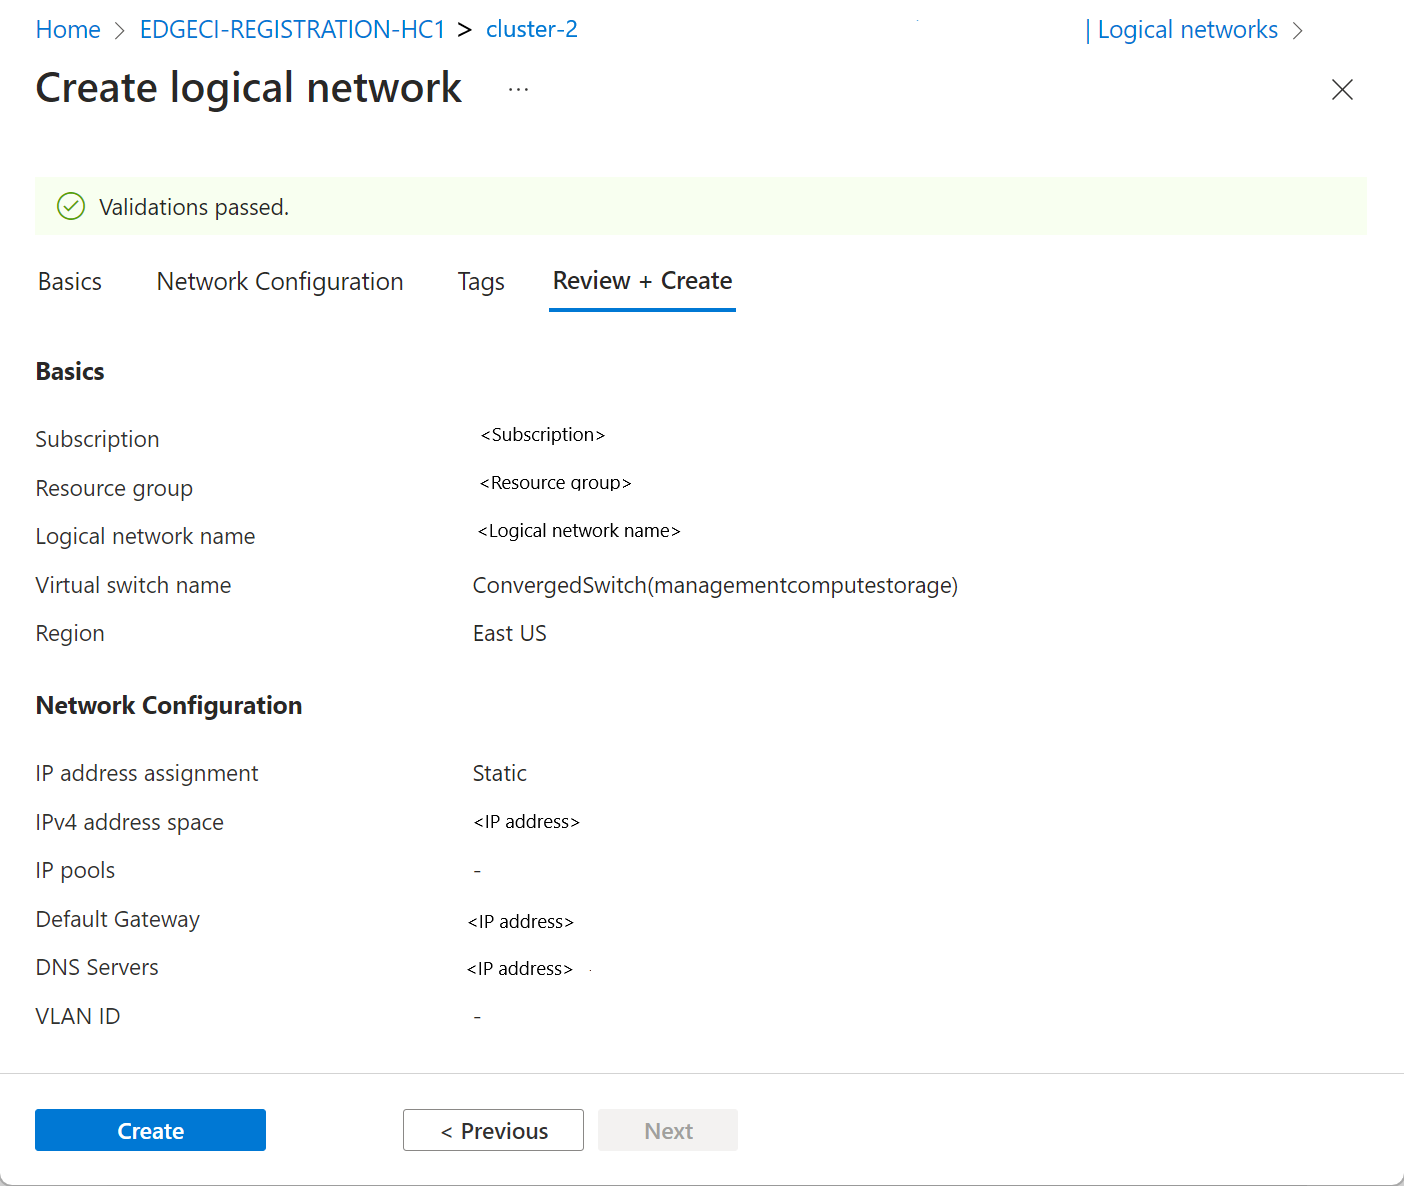 Home > EDGECI-REGISTRATION-HC1 > cluster-2 | Logical networks >
Create logical network ...
Validations passed.
Basics Network Configuration Tags Review + Create
Basics
Subscription <Subscription>
Resource group <Resource group>
Logical network name <Logical network name>
Virtual switch name ConvergedSwitch(managementcomputestorage)
Region East US
Network Configuration
IP address assignment Static
IPv4 address space <IP address>
IP pools -
Default Gateway <IP address>
DNS Servers <IP address>
VLAN ID -
Create < Previous Next